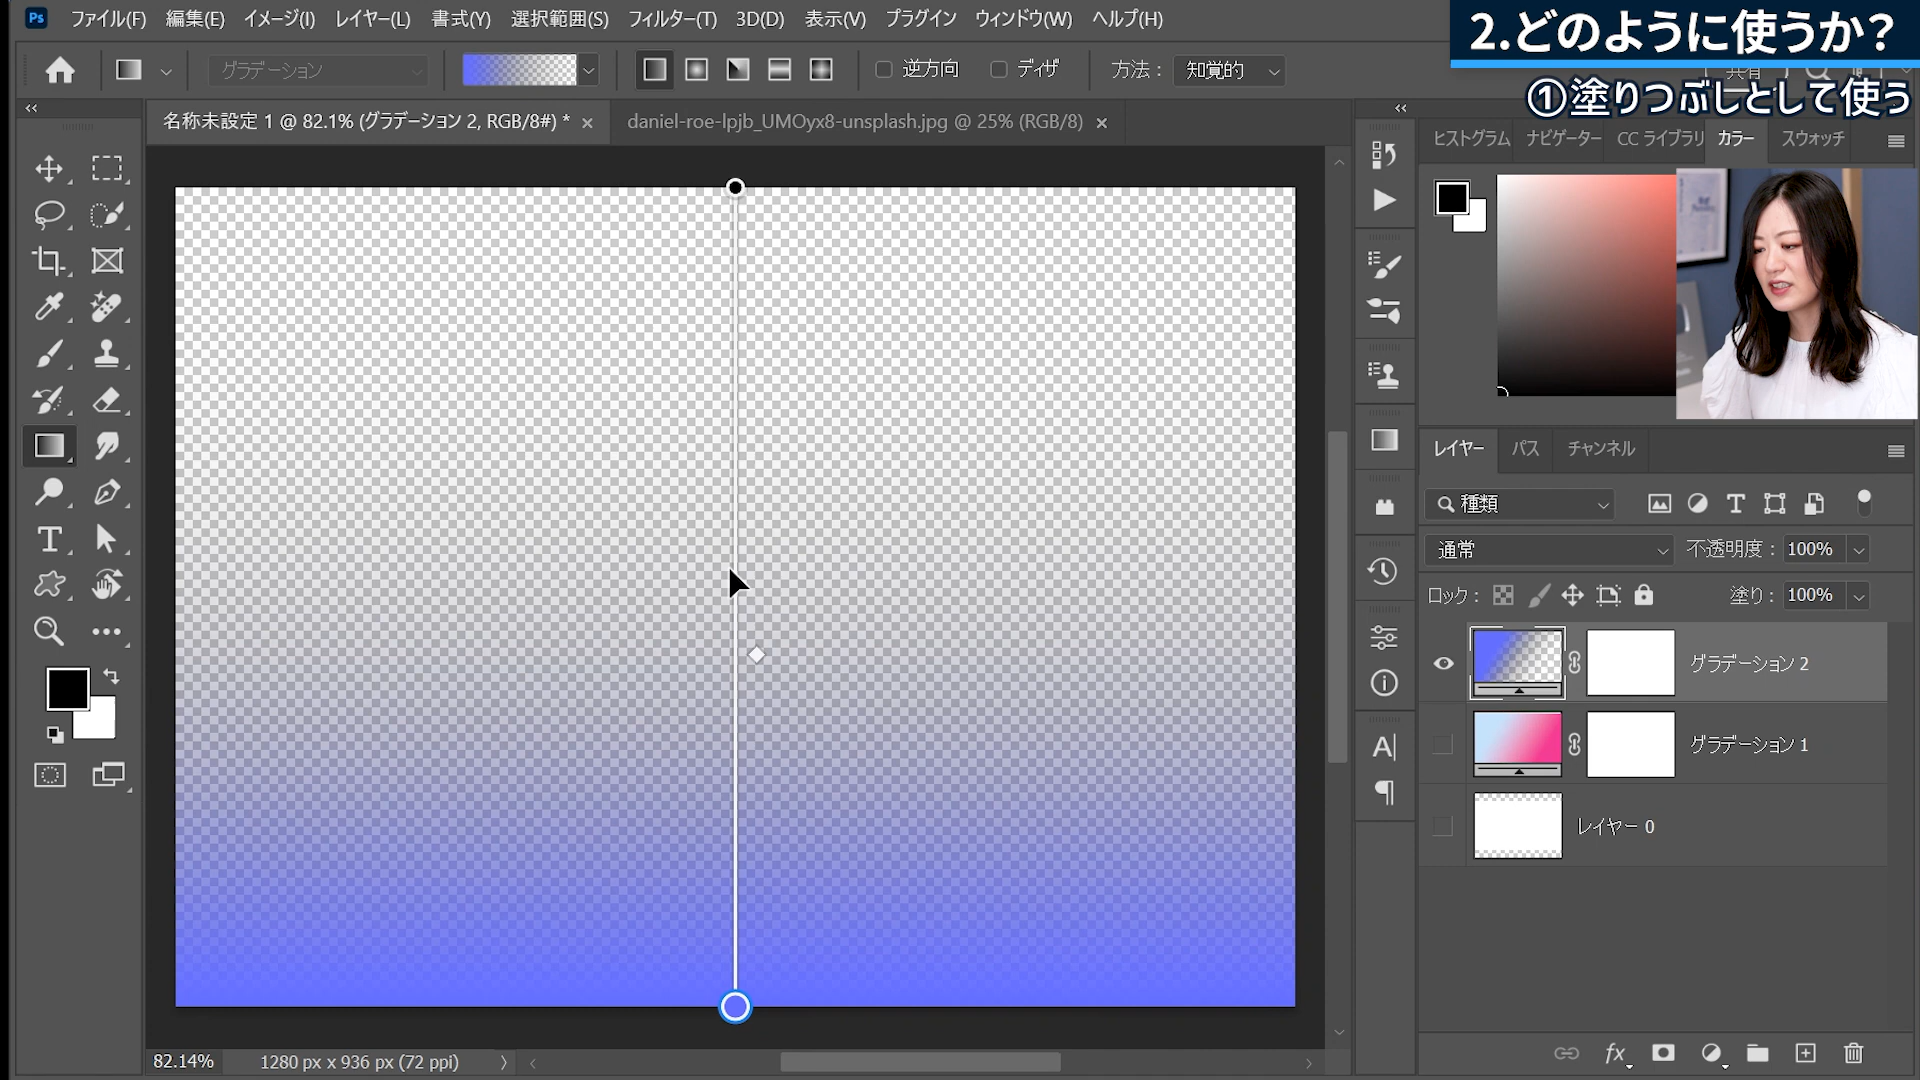 Ps ファイル(F) 編集(E) イメージ(I) レイヤー(L) 書式(Y) 選択範囲(S) フィルター(T) 3D(D) 表示(V) プラグイン ウィンドウ(W) ヘルプ(H)
2.どのように使うか?
グラデーション 逆方向 ディザ 方法： 知覚的 共有
①塗りつぶしとして使う
名称未設定 1 @ 82.1% (グラデーション 2, RGB/8#) * × daniel-roe-lpjb_UMOyx8-unsplash.jpg @ 25% (RGB/8) ×
ヒストグラム ナビゲーター CC ライブラリ カラー スウォッチ
レイヤー パス チャンネル
種類
通常 不透明度： 100%
ロック： 塗り： 100%
グラデーション 2
グラデーション 1
レイヤー 0
82.14% 1280 px x 936 px (72 ppi)